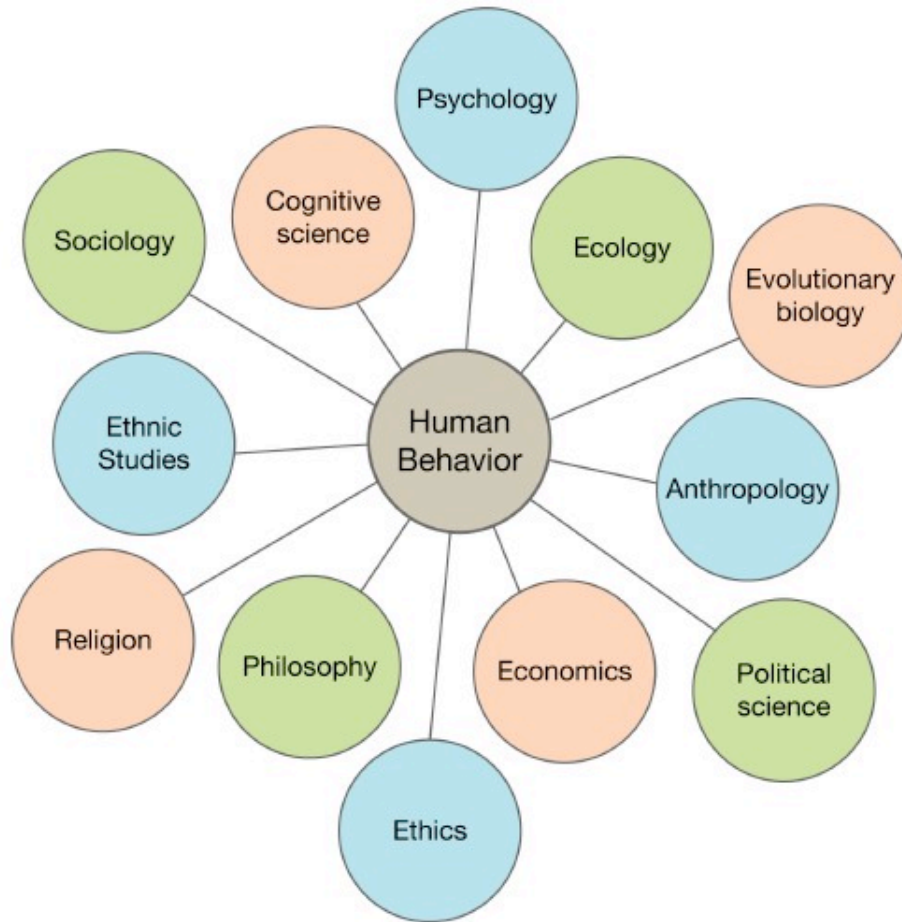 Psychology
Cognitive
science
Sociology
Ecology
Evolutionary
biology
Human
Behavior
Ethnic
Studies
Anthropology
Religion
Philosophy
Economics
Political
science
Ethics